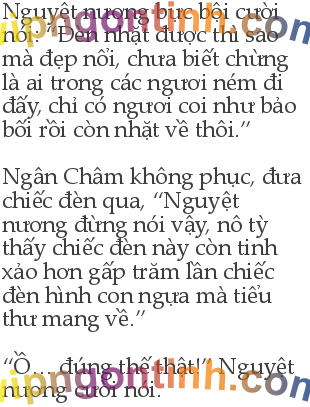 Nguyệt nương bực bội cười
nói: “Đèn nhặt được thì sao
mà đẹp nổi, chưa biết chừng
là ai trong các ngươi ném đi
đấy, chỉ có ngươi coi như bảo
bối rồi còn nhặt về thôi.”

Ngân Châm không phục, đưa
chiếc đèn qua, “Nguyệt
nương đừng nói vậy, nô tỳ
thấy chiếc đèn này còn tinh
xảo hơn gấp trăm lần chiếc
đèn hình con ngựa mà tiểu
thư mang về.”

“Ồ... đúng thế thật!” Nguyệt
nương cười nói.
vipngontinh.com
vipngontinh.com